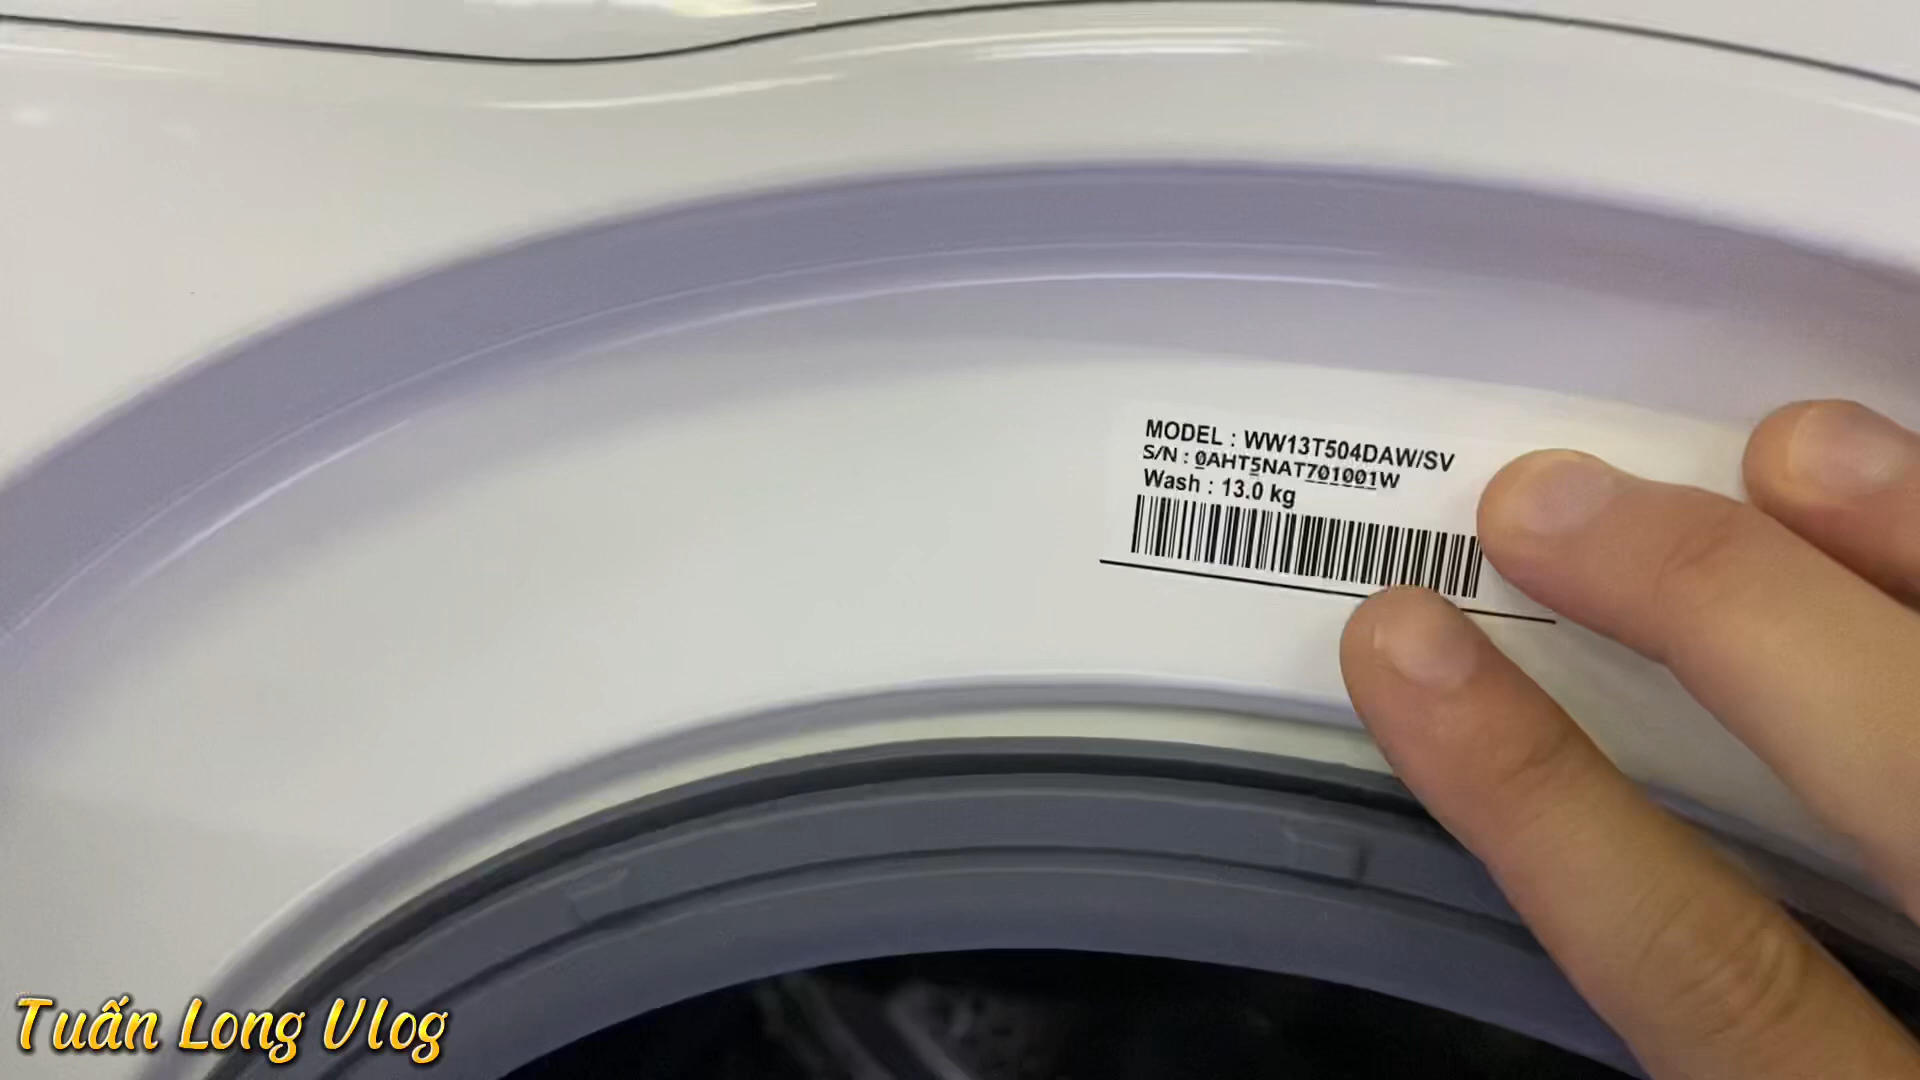 MODEL : WW13T504DAW/SV
S/N : 0AHT5NAT701001W
Wash : 13.0 kg
Tuấn Long Vlog